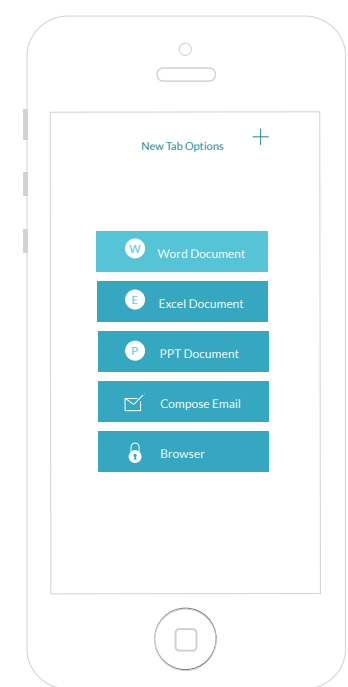 New Tab Options
W Word Document
E Excel Document
P PPT Document
Compose Email
Browser